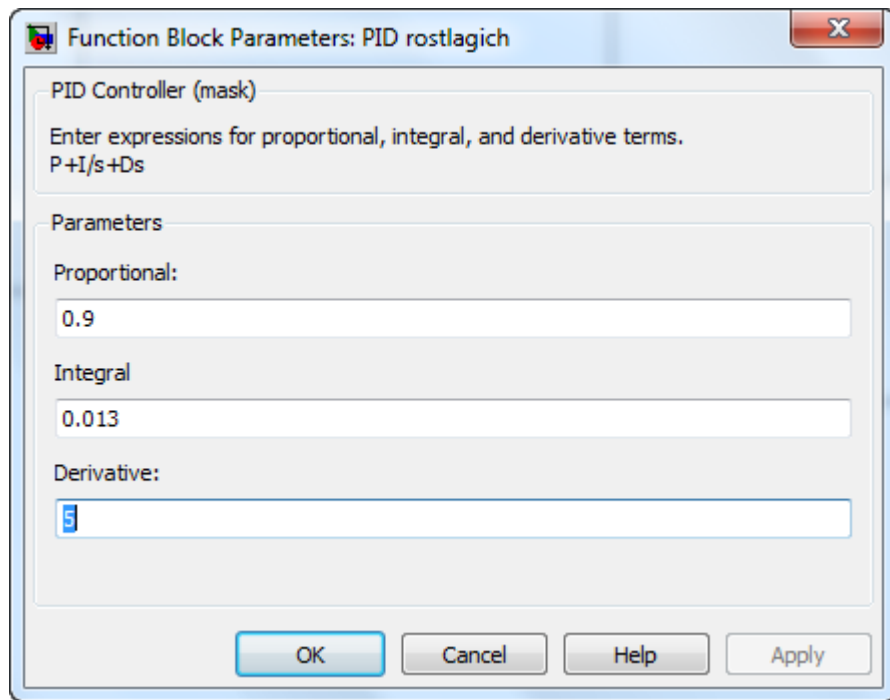 Function Block Parameters: PID rostlagich
PID Controller (mask)
Enter expressions for proportional, integral, and derivative terms.
P+I/s+Ds
Parameters
Proportional:
0.9
Integral
0.013
Derivative:
5
OK
Cancel
Help
Apply